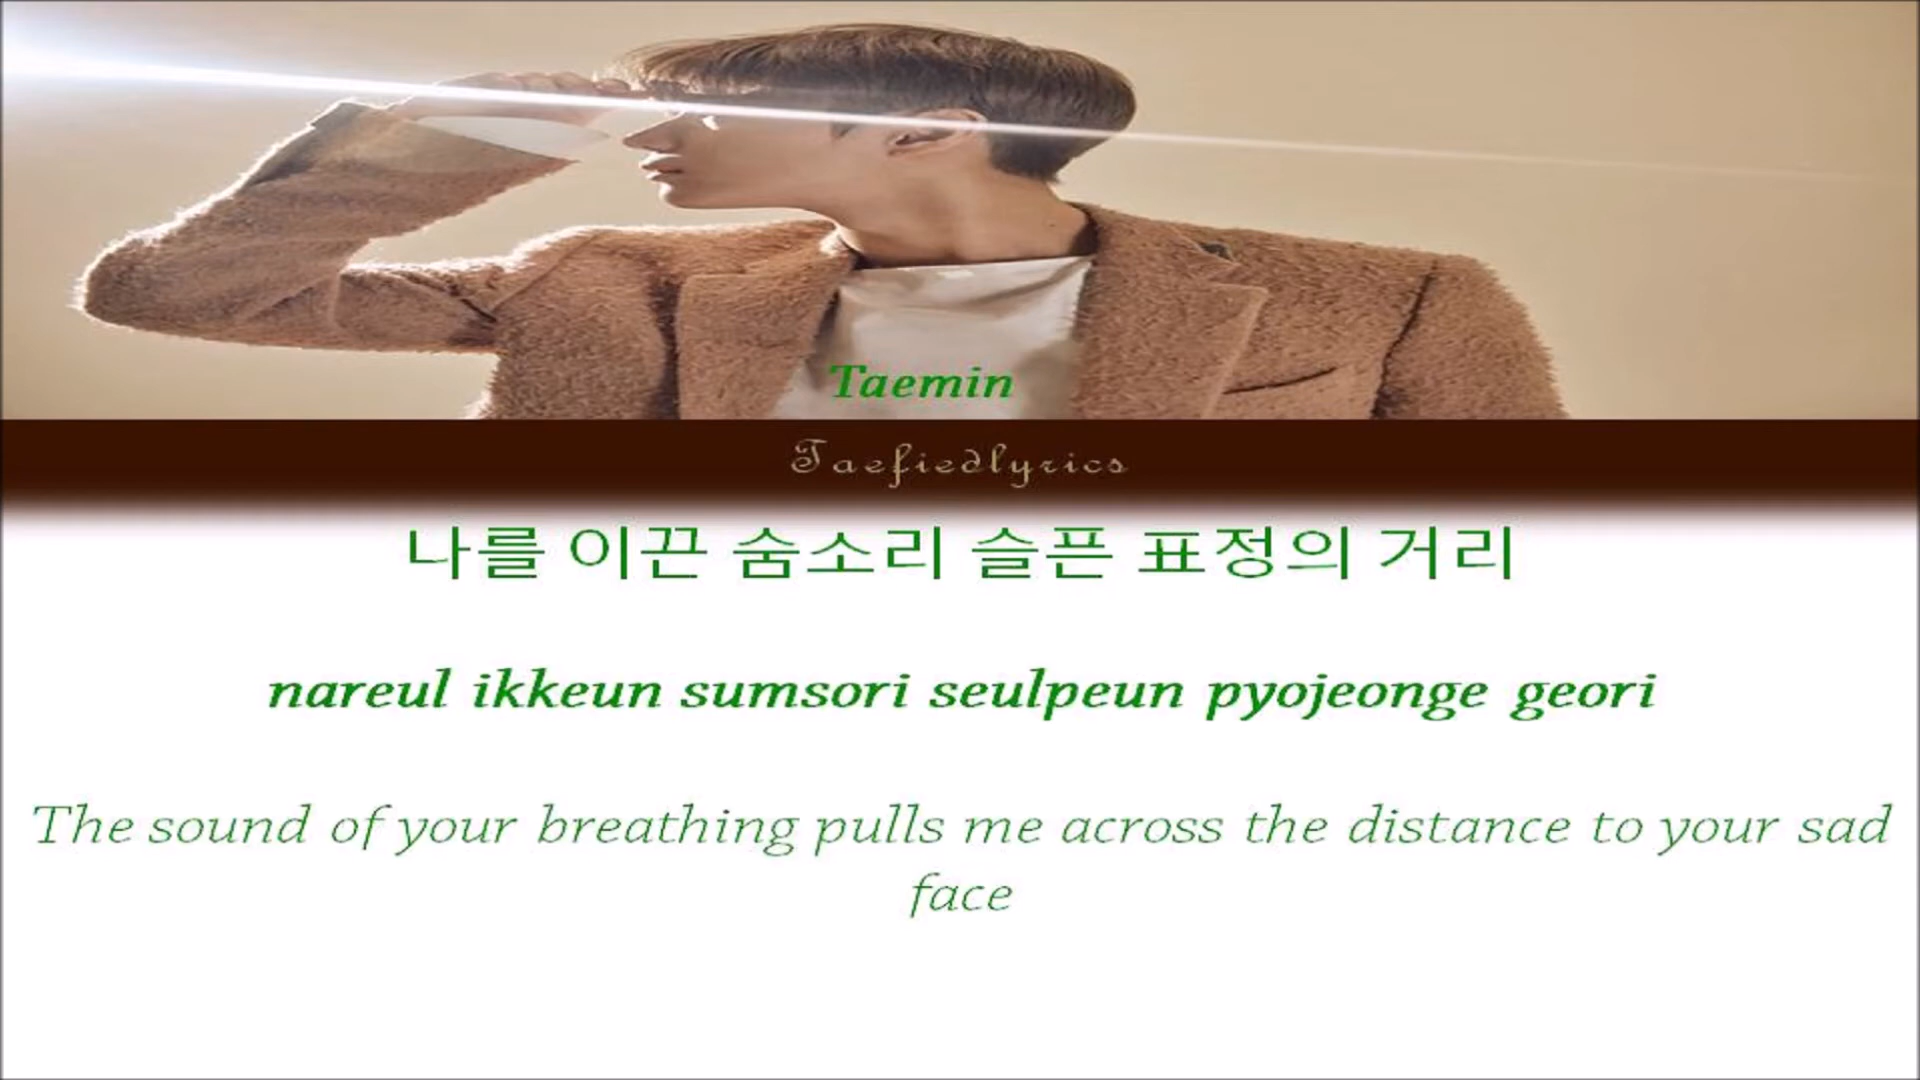 Taemin
Taefiedlyrics
나를 이끈 숨소리 슬픈 표정의 거리
nareul ikkeun sumsori seulpeun pyojeonge geori
The sound of your breathing pulls me across the distance to your sad
face